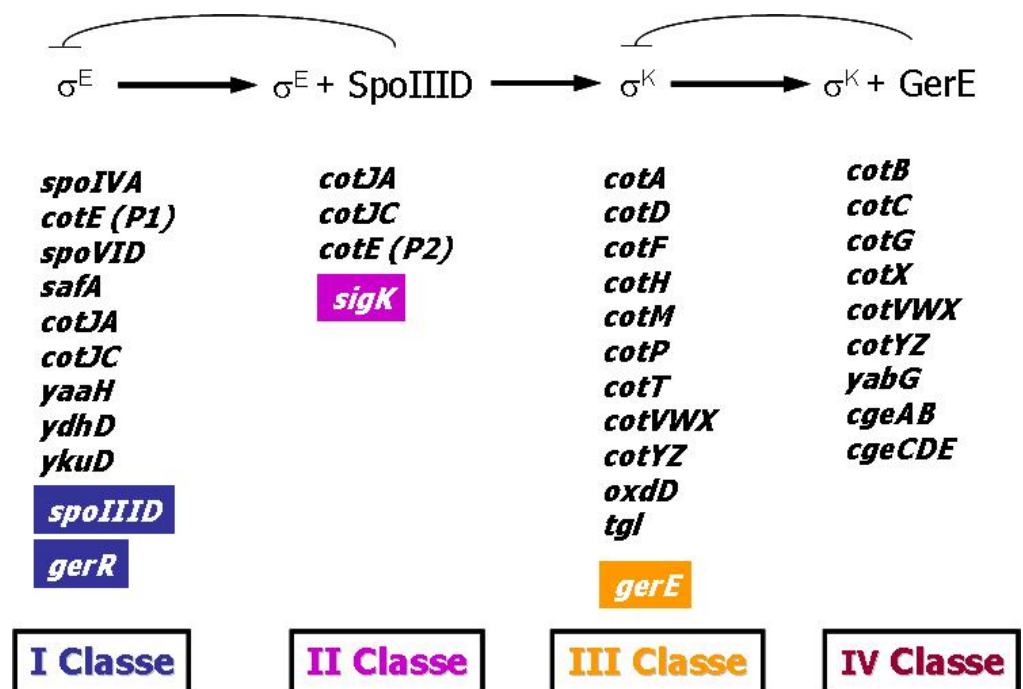 σE σE + SpoIIID σK σK + GerE
spoIVA
cotE (P1)
spoVID
safA
cotJA
cotJC
yaaH
ydhD
ykuD
spoIIID
gerR
cotJA
cotJC
cotE (P2)
sigK
cotA
cotD
cotF
cotH
cotM
cotP
cotT
cotVWX
cotYZ
oxdD
tgl
gerE
cotB
cotC
cotG
cotX
cotVWX
cotYZ
yabG
cgeAB
cgeCDE
I Classe
II Classe
III Classe
IV Classe